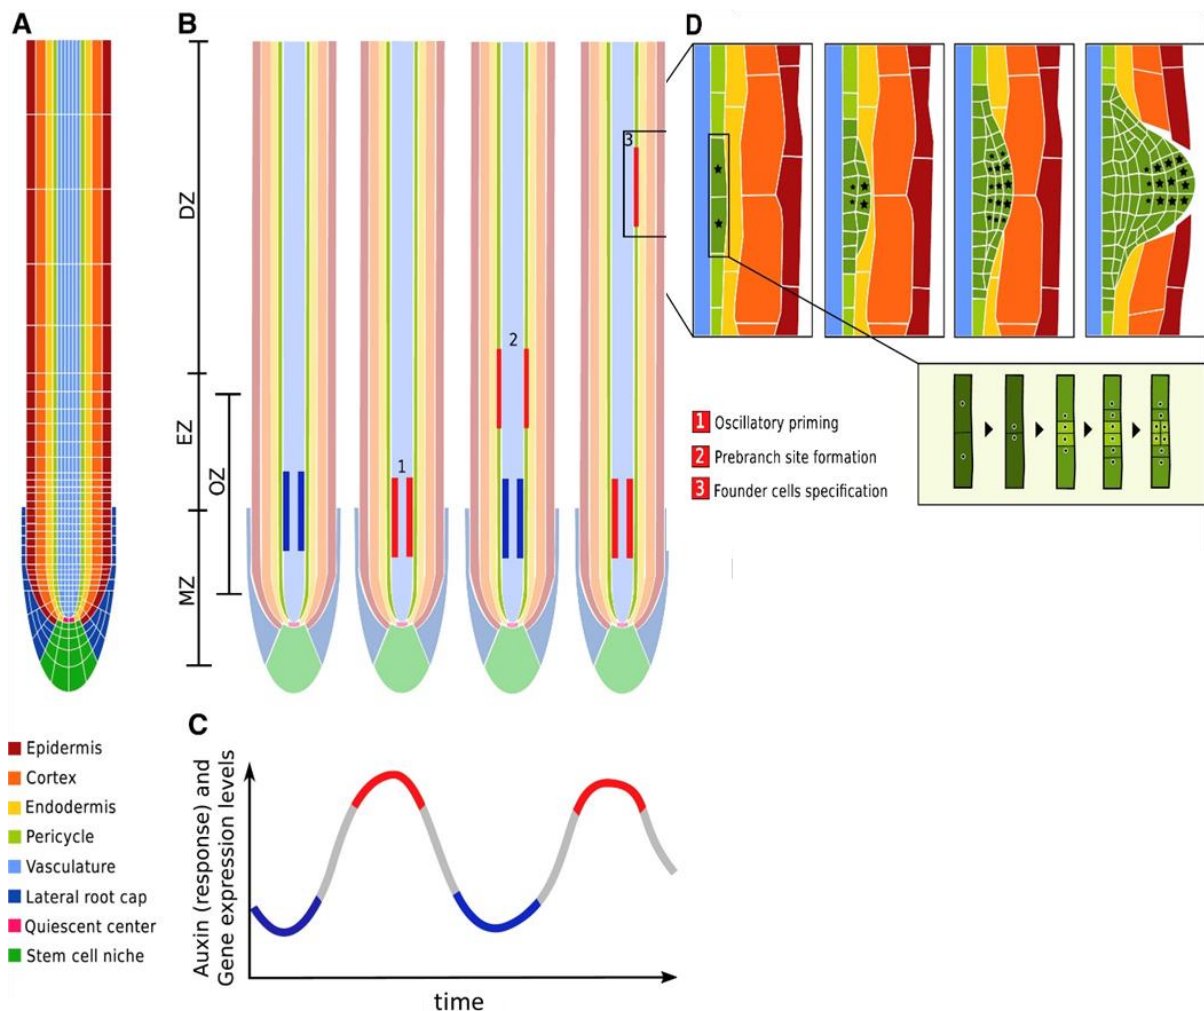 A
B
D
DZ
EZ
OZ
MZ
1
2
3
1 Oscillatory priming
2 Prebranch site formation
3 Founder cells specification
Epidermis
Cortex
Endodermis
Pericycle
Vasculature
Lateral root cap
Quiescent center
Stem cell niche
C
Auxin (response) and
Gene expression levels
time